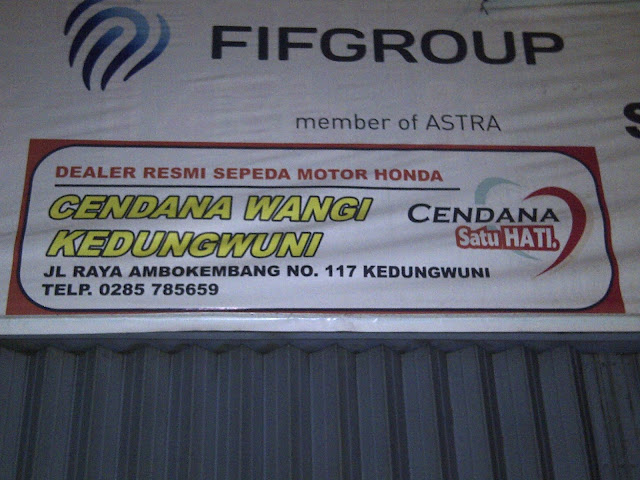 FIFGROUP
member of ASTRA
S
DEALER RESMI SEPEDA MOTOR HONDA
CENDANA WANGI
KEDUNGWUNI
CENDANA
Satu HATI.
JL RAYA AMBOKEMBANG NO. 117 KEDUNGWUNI
TELP. 0285 785659